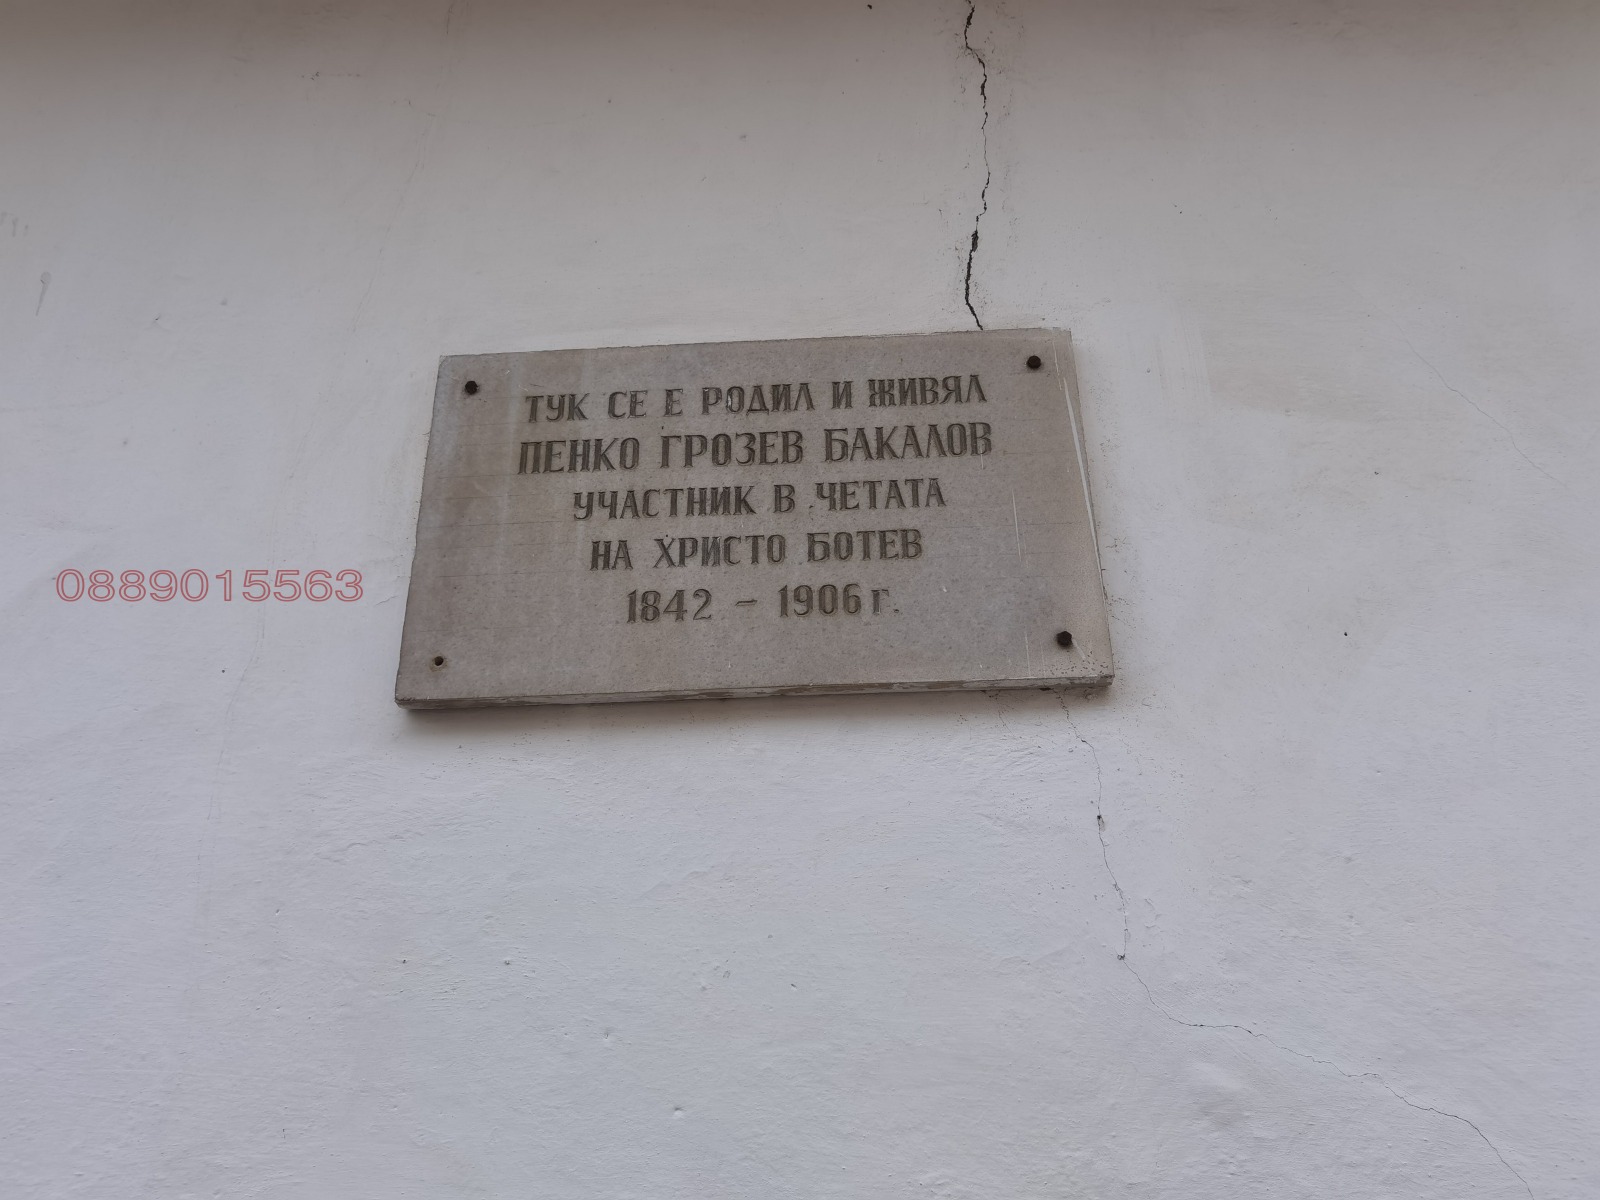 ТУК СЕ Е РОДИЛ И ЖИВЯЛ
ПЕНКО ГРОЗЕВ БАКАЛОВ
УЧАСТНИК В ЧЕТАТА
НА ХРИСТО БОТЕВ
1842 - 1906 г.
0889015563